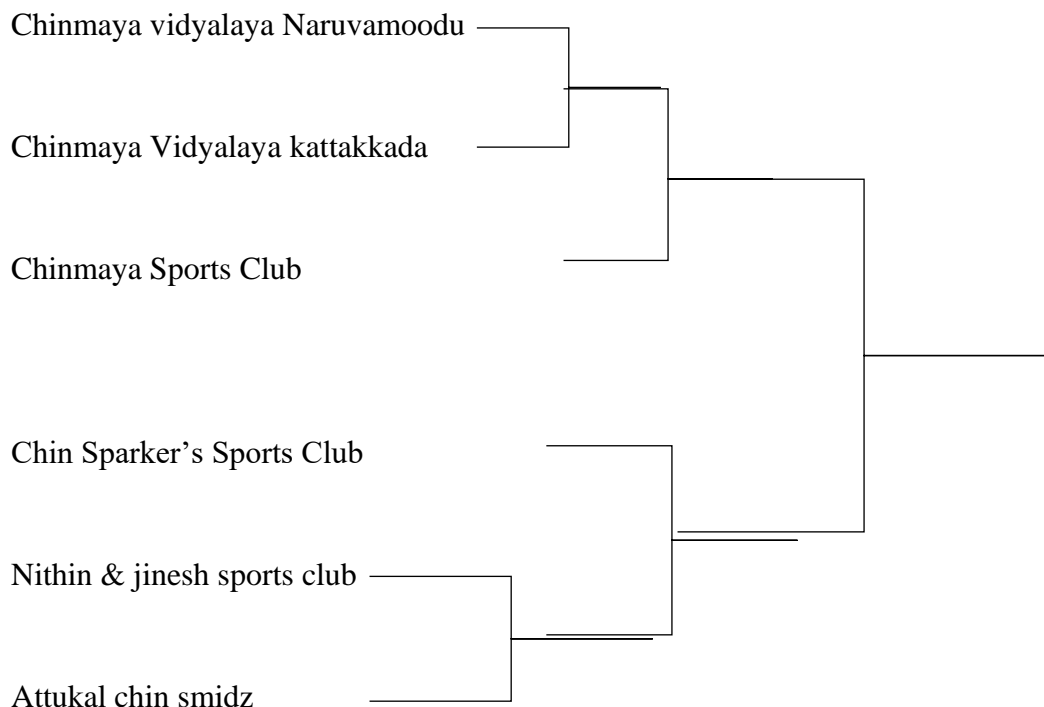 Chinmaya vidyalaya Naruvamoodu
Chinmaya Vidyalaya kattakkada
Chinmaya Sports Club
Chin Sparker’s Sports Club
Nithin & jinesh sports club
Attukal chin smidz